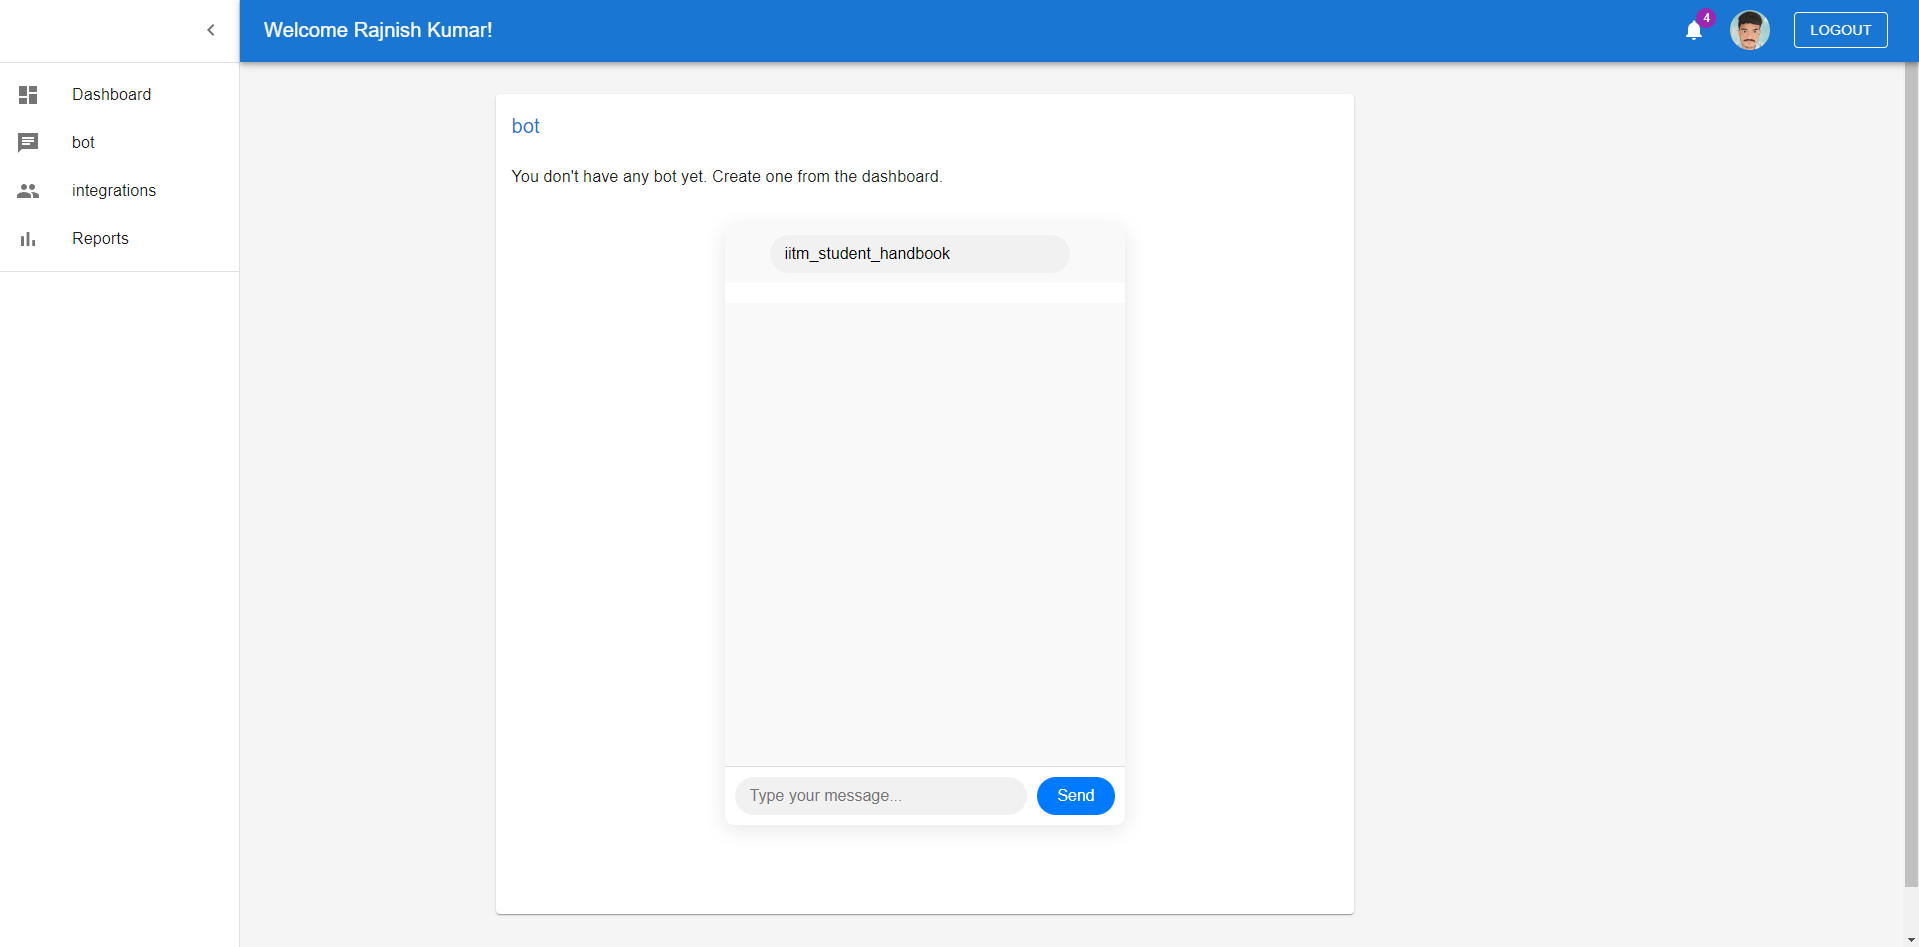 Welcome Rajnish Kumar!
4
LOGOUT
Dashboard
bot
integrations
Reports
bot
You don't have any bot yet. Create one from the dashboard.
iitm_student_handbook
Type your message...
Send